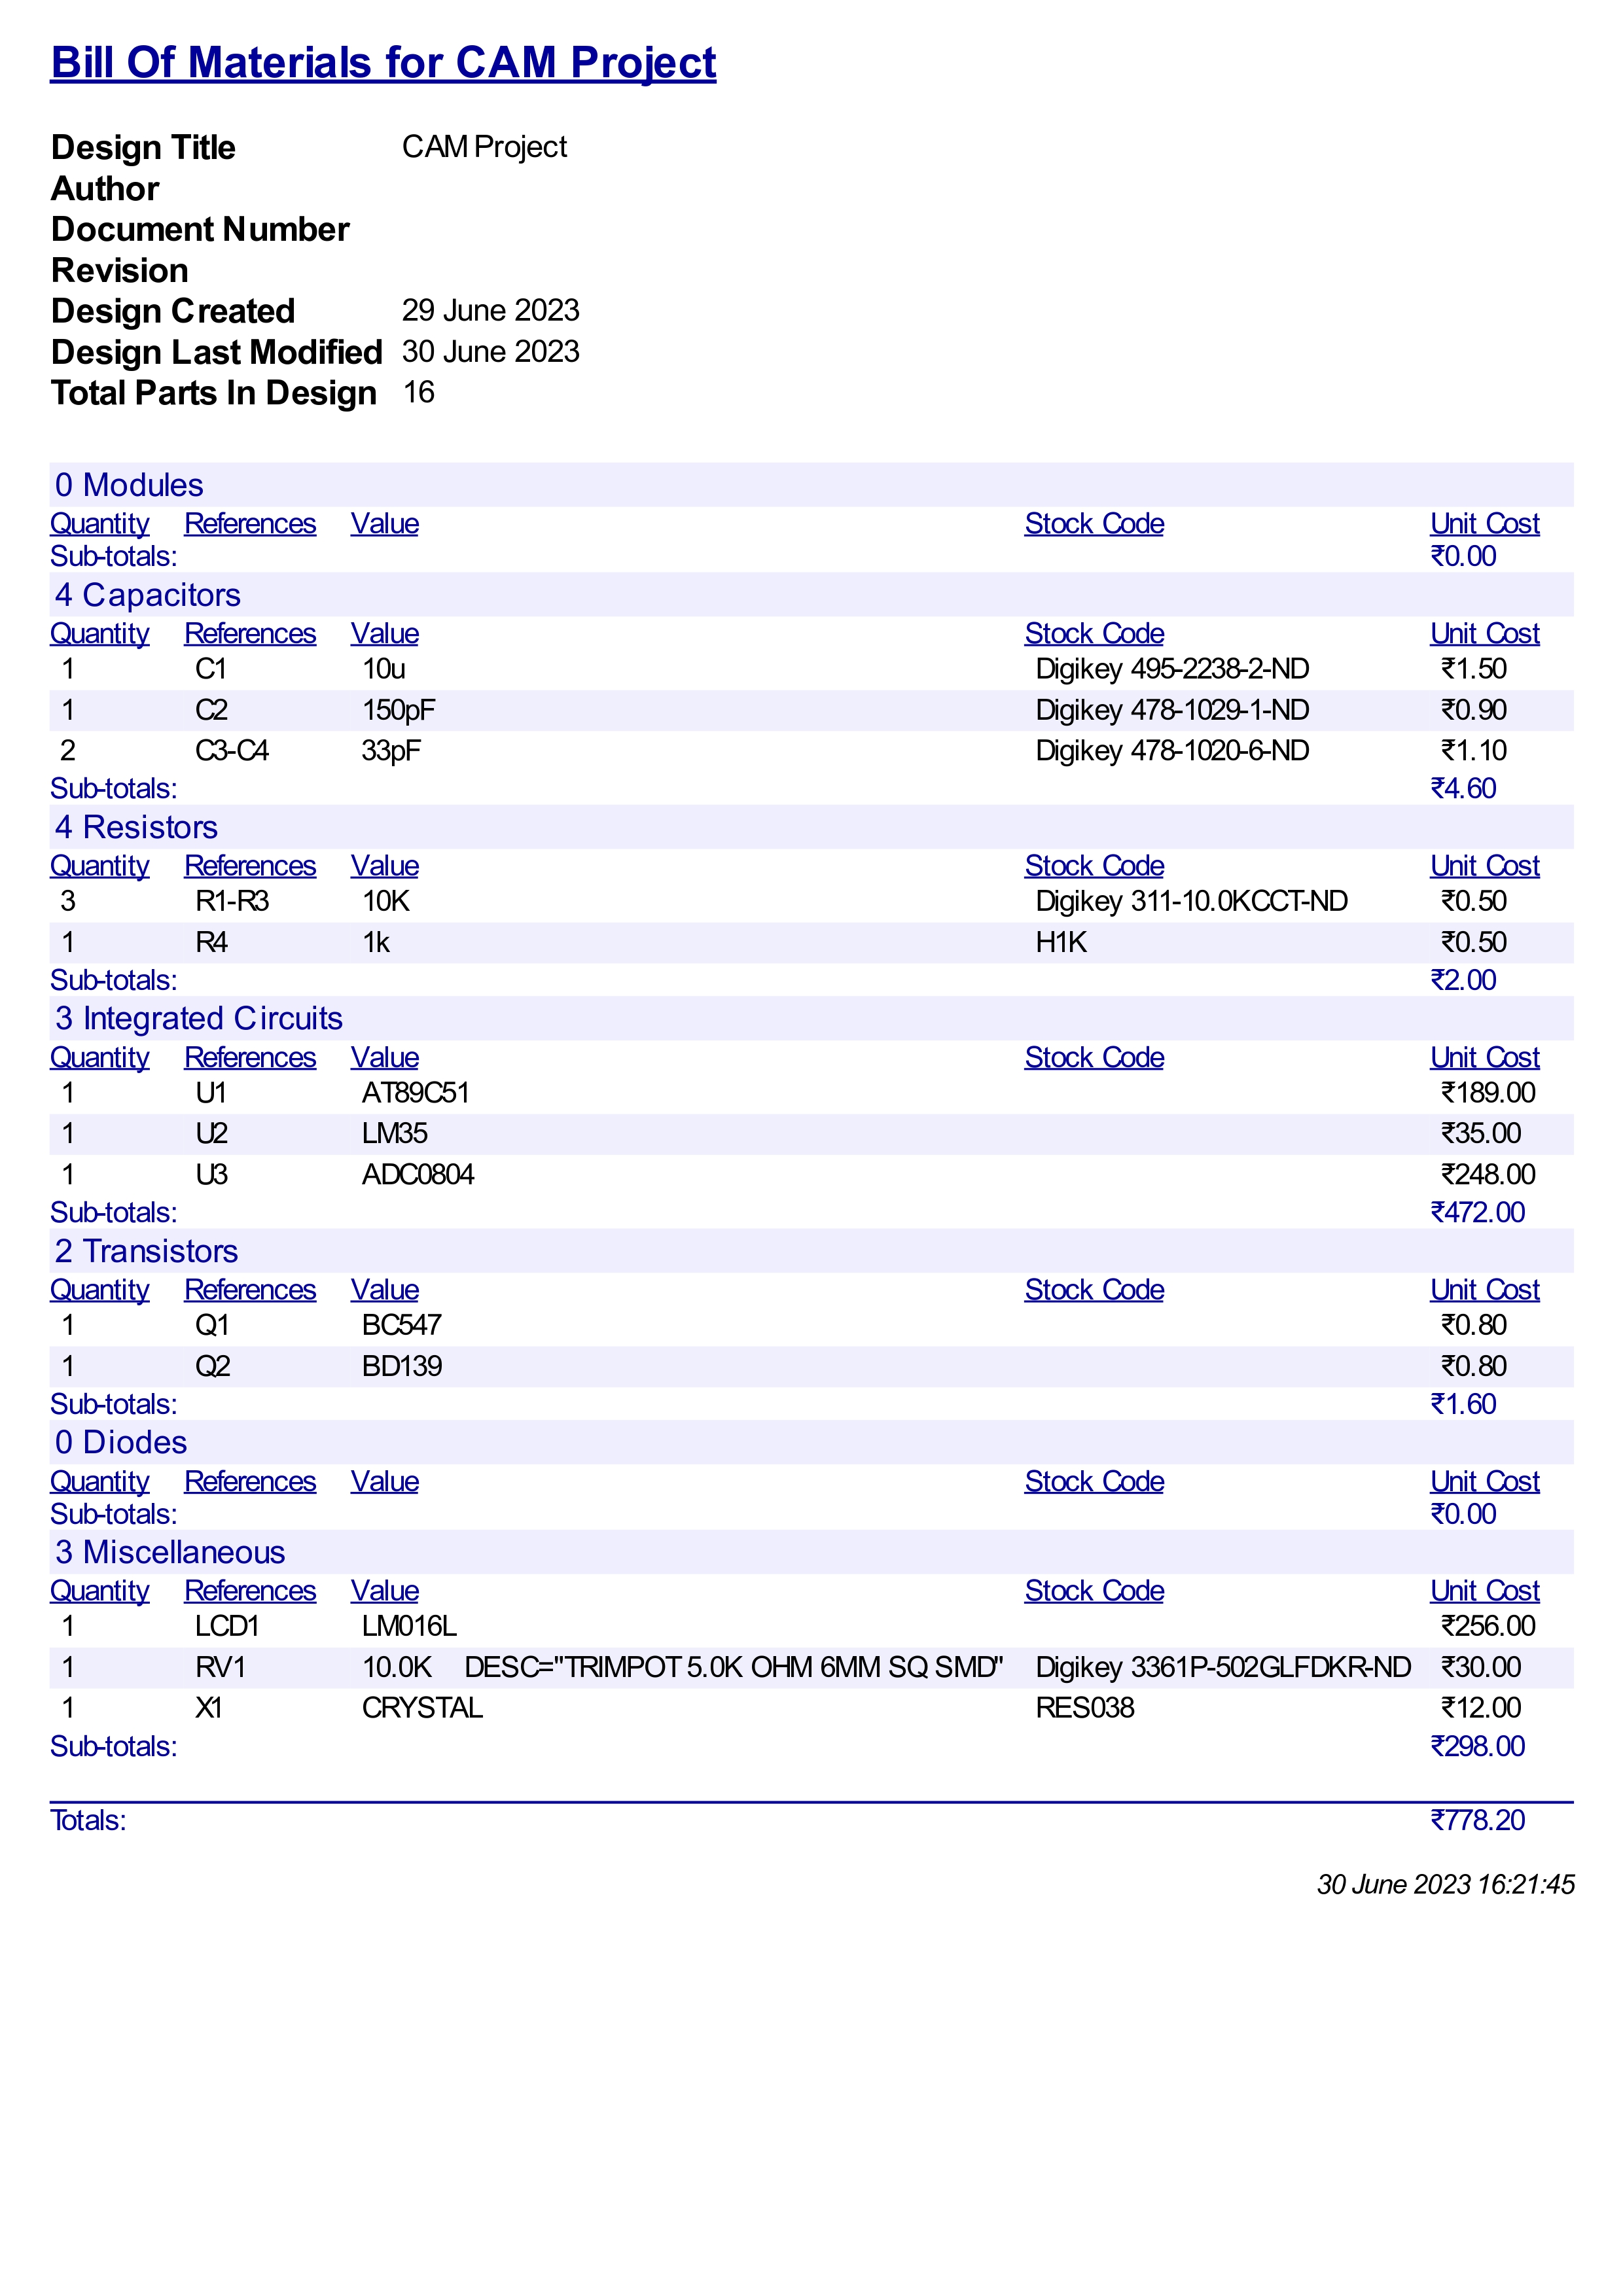 Bill Of Materials for CAM Project
Design Title CAM Project
Author
Document Number
Revision
Design Created 29 June 2023
Design Last Modified 30 June 2023
Total Parts In Design 16
0 Modules
Quantity References Value Stock Code Unit Cost
Sub-totals: ₹0.00
4 Capacitors
Quantity References Value Stock Code Unit Cost
1 C1 10u Digikey 495-2238-2-ND ₹1.50
1 C2 150pF Digikey 478-1029-1-ND ₹0.90
2 C3-C4 33pF Digikey 478-1020-6-ND ₹1.10
Sub-totals: ₹4.60
4 Resistors
Quantity References Value Stock Code Unit Cost
3 R1-R3 10K Digikey 311-10.0KCCT-ND ₹0.50
1 R4 1k H1K ₹0.50
Sub-totals: ₹2.00
3 Integrated Circuits
Quantity References Value Stock Code Unit Cost
1 U1 AT89C51 ₹189.00
1 U2 LM35 ₹35.00
1 U3 ADC0804 ₹248.00
Sub-totals: ₹472.00
2 Transistors
Quantity References Value Stock Code Unit Cost
1 Q1 BC547 ₹0.80
1 Q2 BD139 ₹0.80
Sub-totals: ₹1.60
0 Diodes
Quantity References Value Stock Code Unit Cost
Sub-totals: ₹0.00
3 Miscellaneous
Quantity References Value Stock Code Unit Cost
1 LCD1 LM016L ₹256.00
1 RV1 10.0K DESC="TRIMPOT 5.0K OHM 6MM SQ SMD" Digikey 3361P-502GLFDKR-ND ₹30.00
1 X1 CRYSTAL RES038 ₹12.00
Sub-totals: ₹298.00
Totals: ₹778.20
30 June 2023 16:21:45